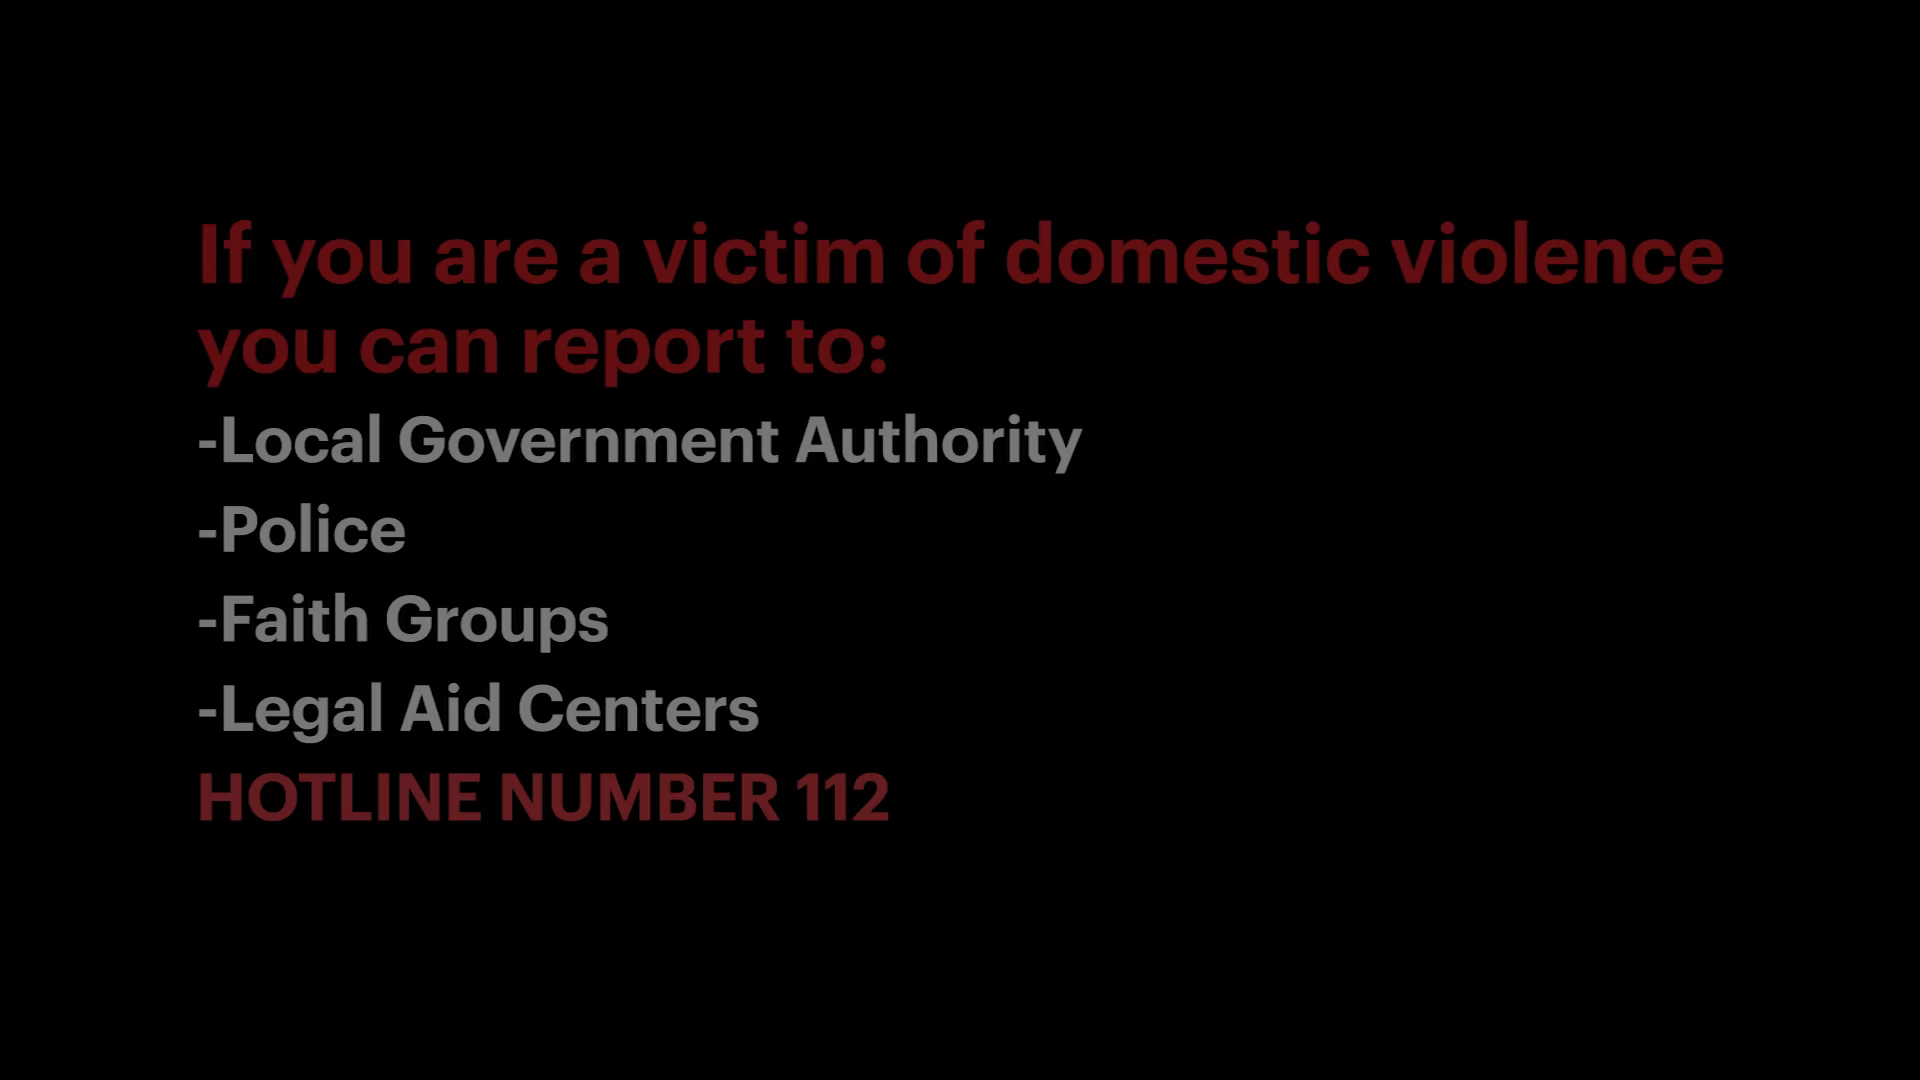 If you are a victim of domestic violence
you can report to:
-Local Government Authority
-Police
-Faith Groups
-Legal Aid Centers
HOTLINE NUMBER 112